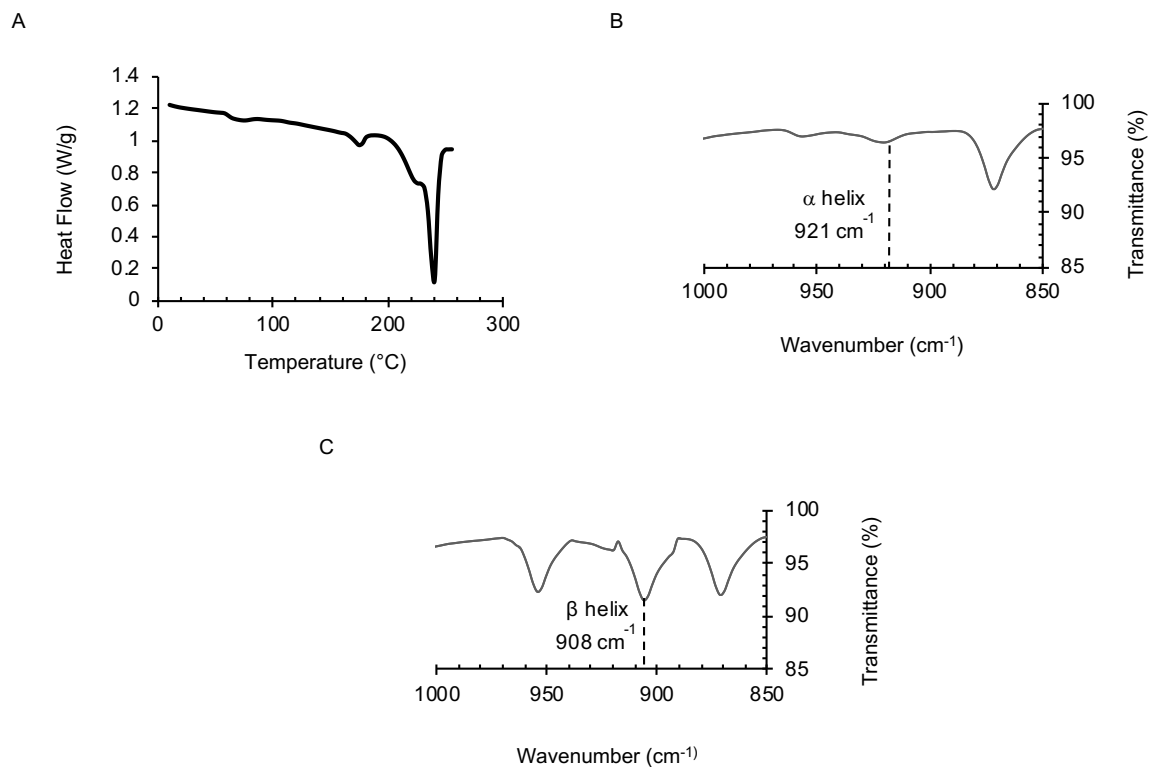 A
B
1.4
1.2
1
0.8
0.6
0.4
0.2
0
Heat Flow (W/g)
0 100 200 300
Temperature (°C)
α helix
921 cm-1
100
95
90
85
Transmittance (%)
1000 950 900 850
Wavenumber (cm-1)
C
β helix
908 cm-1
100
95
90
85
Transmittance (%)
1000 950 900 850
Wavenumber (cm-1)